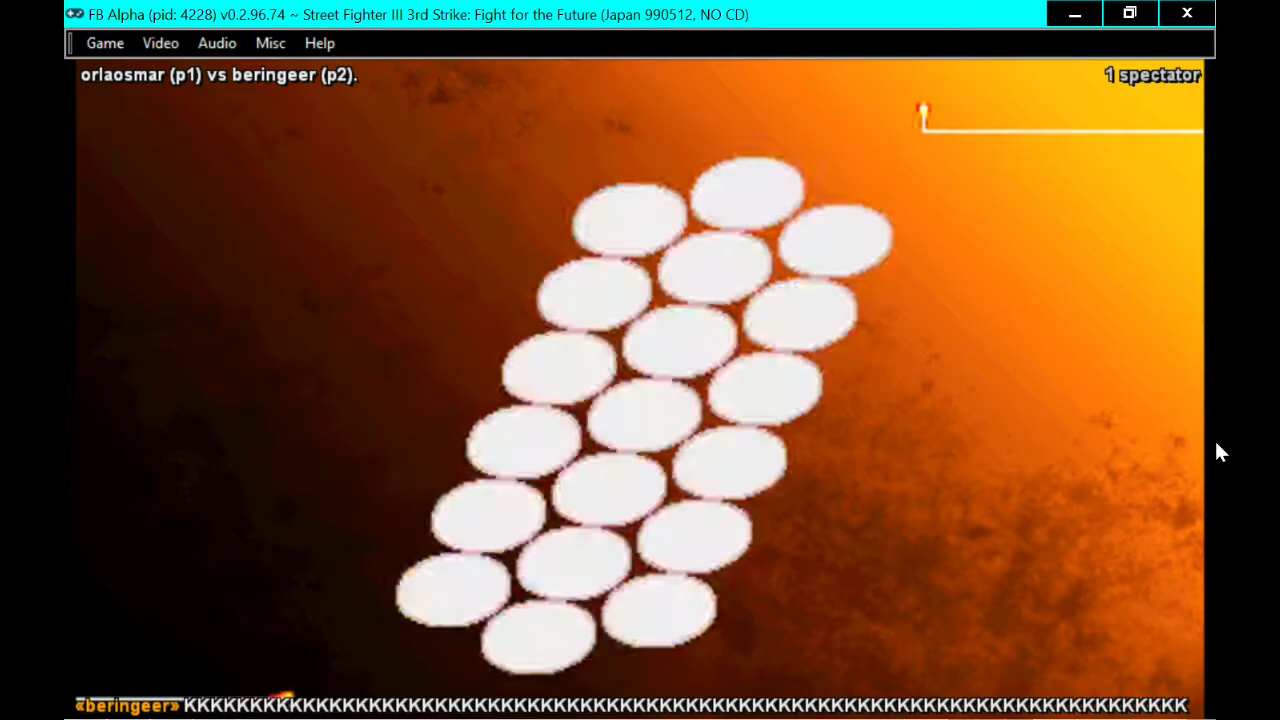 FB Alpha (pid: 4228) v0.2.96.74 ~ Street Fighter III 3rd Strike: Fight for the Future (Japan 990512, NO CD)
Game Video Audio Misc Help
orlaosmar (p1) vs beringeer (p2).
1 spectator
«beringeer» KKKKKKKKKKKKKKKKKKKKKKKKKKKKKKKKKKKKKKKKKKKKKKKKKKKKKKKKKKKKKKKKKKKKKKKKKKKK